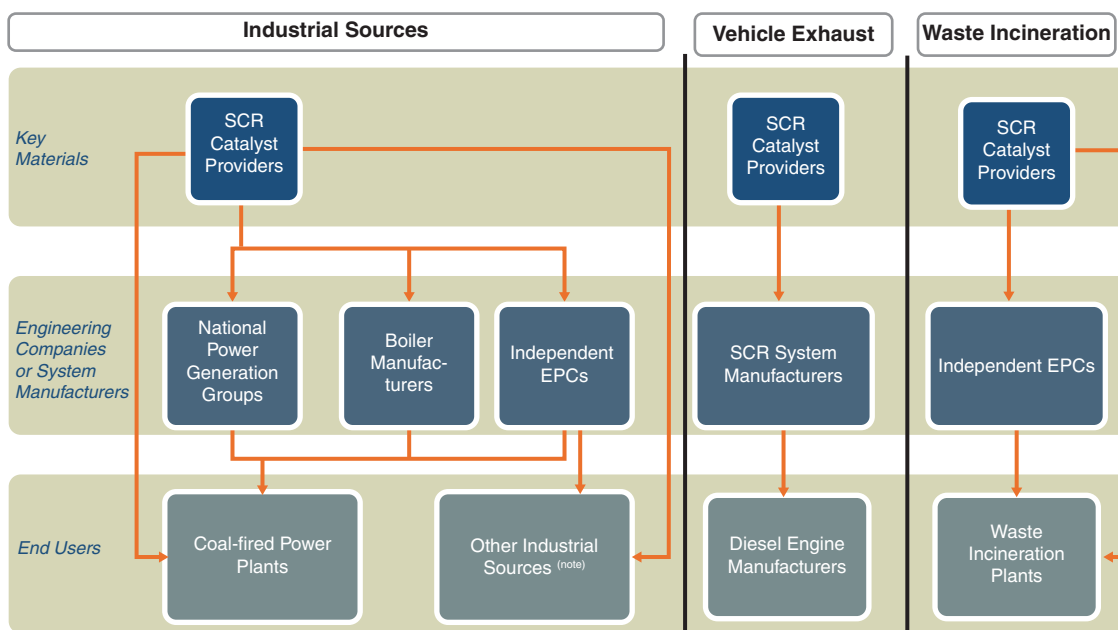 Industrial Sources
Vehicle Exhaust
Waste Incineration
Key
Materials
SCR
Catalyst
Providers
SCR
Catalyst
Providers
SCR
Catalyst
Providers
Engineering
Companies
or System
Manufacturers
National
Power
Generation
Groups
Boiler
Manufac-
turers
Independent
EPCs
SCR System
Manufacturers
Independent EPCs
End Users
Coal-fired Power
Plants
Other Industrial
Sources (note)
Diesel Engine
Manufacturers
Waste
Incineration
Plants